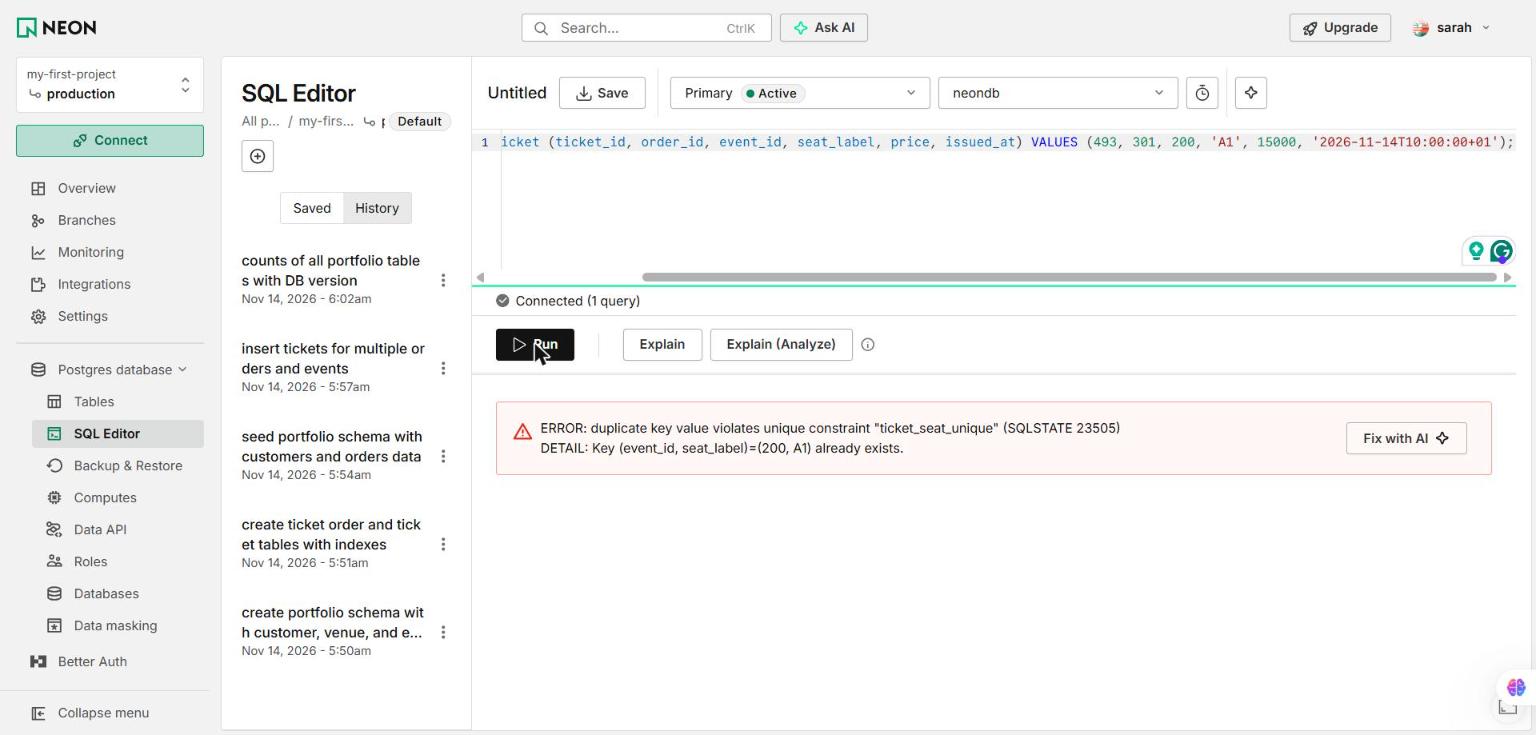 NEON
Search...
CtrlK
Ask AI
Upgrade
sarah
my-first-project
production
Connect
Overview
Branches
Monitoring
Integrations
Settings
Postgres database
Tables
SQL Editor
Backup & Restore
Computes
Data API
Roles
Databases
Data masking
Better Auth
Collapse menu
SQL Editor
All p... / my-firs... p Default
Saved
History
counts of all portfolio table
s with DB version
Nov 14, 2026 - 6:02am
insert tickets for multiple or
ders and events
Nov 14, 2026 - 5:57am
seed portfolio schema with
customers and orders data
Nov 14, 2026 - 5:54am
create ticket order and tick
et tables with indexes
Nov 14, 2026 - 5:51am
create portfolio schema wit
h customer, venue, and e...
Nov 14, 2026 - 5:50am
Untitled
Save
Primary Active
neondb
1 icket (ticket_id, order_id, event_id, seat_label, price, issued_at) VALUES (493, 301, 200, 'A1', 15000, '2026-11-14T10:00:00+01');
Connected (1 query)
Run
Explain
Explain (Analyze)
ERROR: duplicate key value violates unique constraint "ticket_seat_unique" (SQLSTATE 23505)
DETAIL: Key (event_id, seat_label)=(200, A1) already exists.
Fix with AI